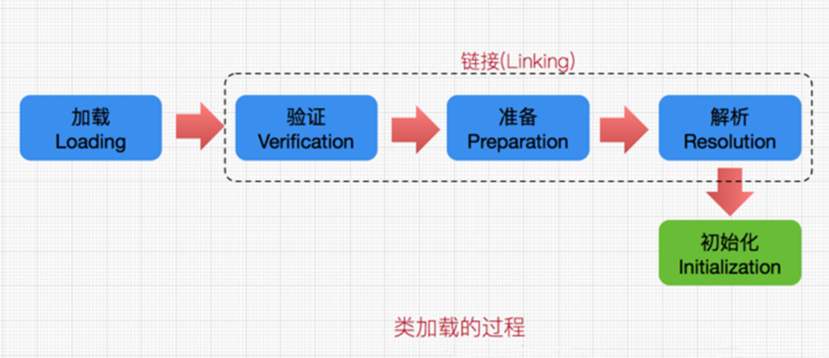 链接(Linking)
加载
Loading
验证
Verification
准备
Preparation
解析
Resolution
初始化
Initialization
类加载的过程